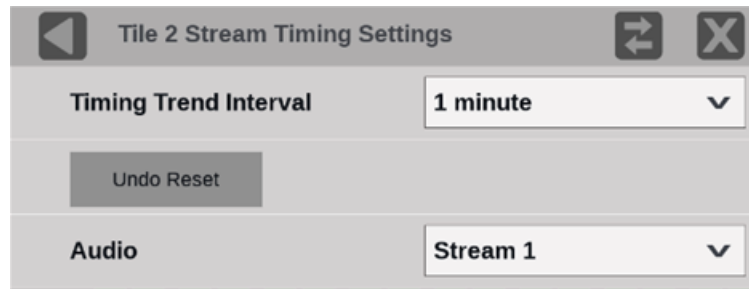 Tile 2 Stream Timing Settings
Timing Trend Interval 1 minute
Undo Reset
Audio Stream 1